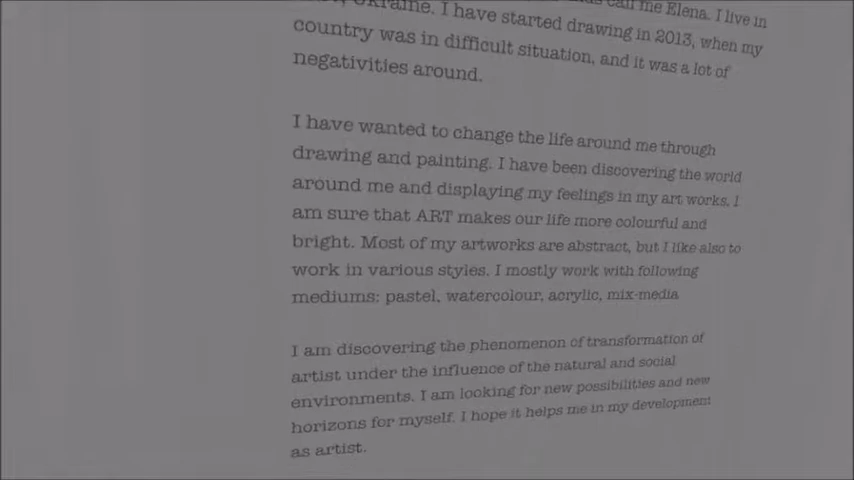 call me Elena. I live in
Ukraine. I have started drawing in 2013, when my
country was in difficult situation, and it was a lot of
negativities around.
I have wanted to change the life around me through
drawing and painting. I have been discovering the world
around me and displaying my feelings in my art works. I
am sure that ART makes our life more colourful and
bright. Most of my artworks are abstract, but I like also to
work in various styles. I mostly work with following
mediums: pastel, watercolour, acrylic, mix-media
I am discovering the phenomenon of transformation of
artist under the influence of the natural and social
environments. I am looking for new possibilities and new
horizons for myself. I hope it helps me in my development
as artist.